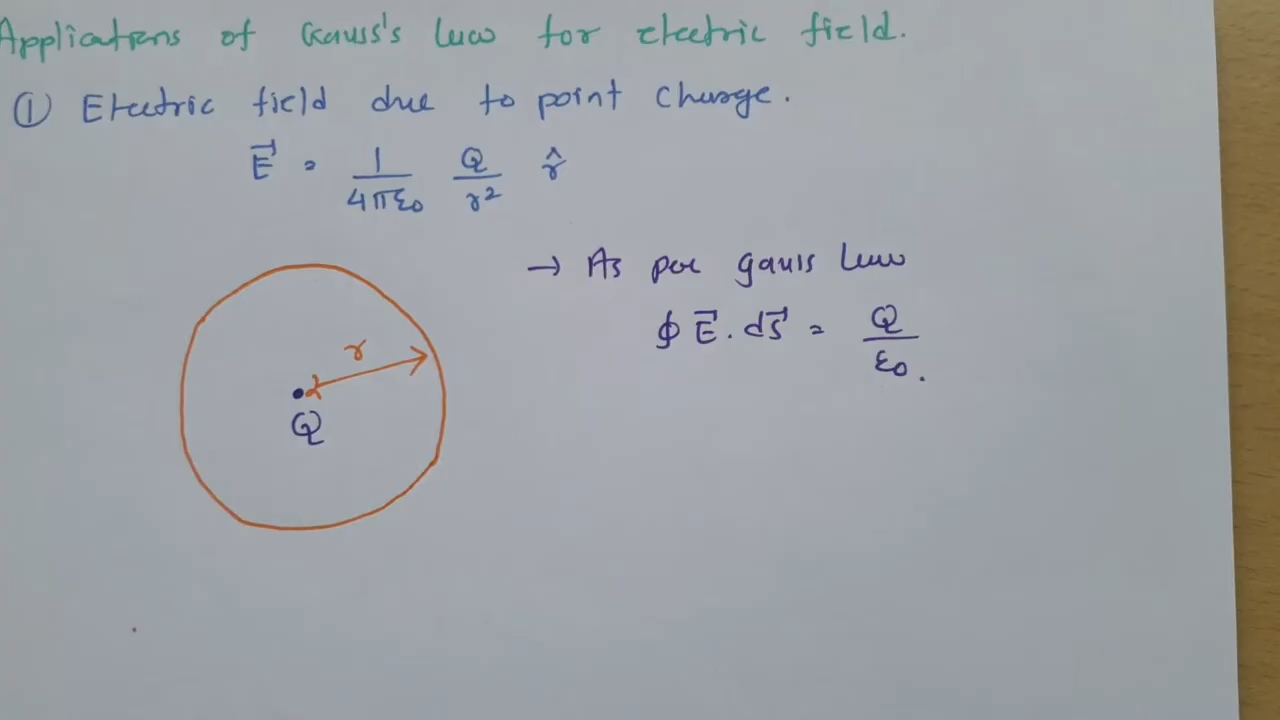 Applications of Gauss's Law for electric field.
① Electric field due to point charge.
E⃗ = 1/4πε₀ Q/r² r̂
→ As per gauss law
∮ E⃗ . dS⃗ = Q/ε₀.
r
Q